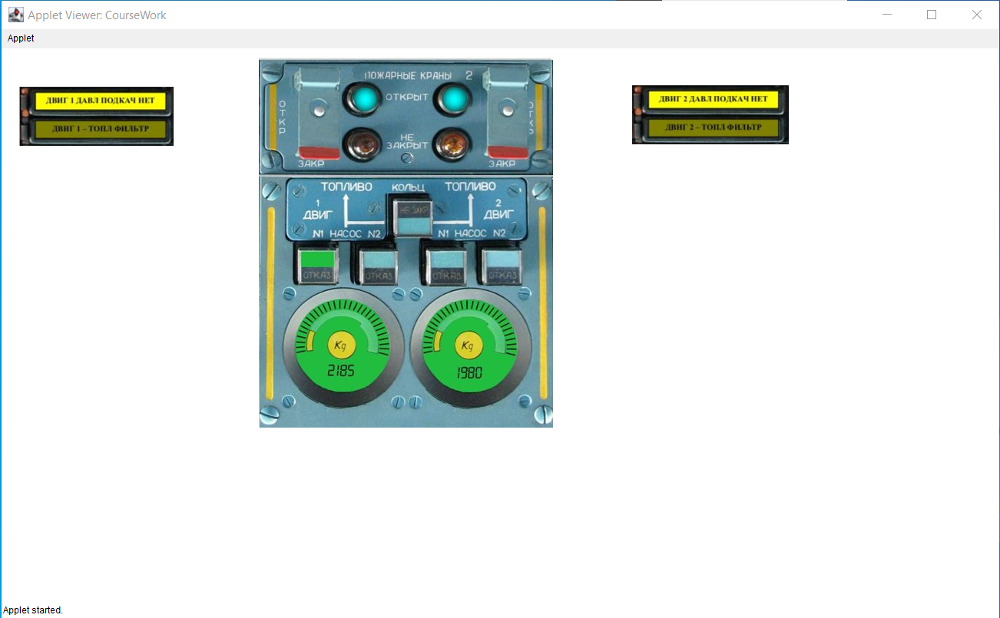 Applet Viewer: CourseWork
Applet
ДВИГ 1 ДАВЛ ПОДКАЧ НЕТ
ДВИГ 1 – ТОПЛ ФИЛЬТР
ПОЖАРНЫЕ КРАНЫ 2
ОТКР
ОТКРЫТ
ОТКР
НЕ
ЗАКРЫТ
ЗАКР
ЗАКР
ТОПЛИВО КОЛЬЦ ТОПЛИВО
1
ДВИГ
НЕ ЗАКР
2
ДВИГ
N1 НАСОС N2
N1 НАСОС N2
ОТКАЗ
ОТКАЗ
ОТКАЗ
ОТКАЗ
Kg
2185
Kg
1980
ДВИГ 2 ДАВЛ ПОДКАЧ НЕТ
ДВИГ 2 – ТОПЛ ФИЛЬТР
Applet started.